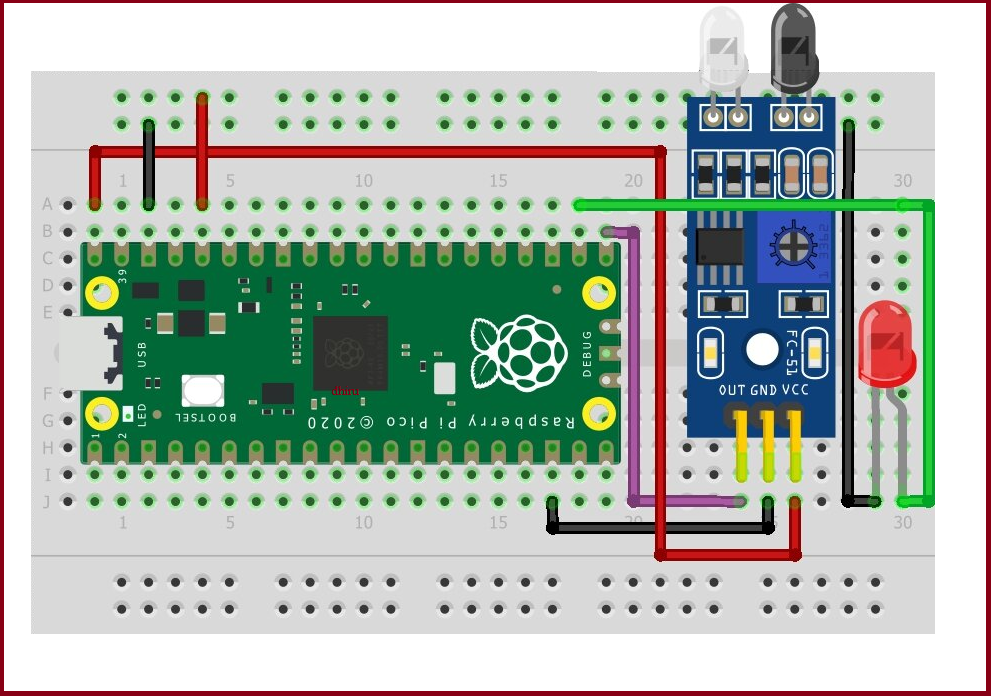 1 5 10 15 20 30
A
B
C
39
D
E
USB
DEBUG
FC-51
F
LED
BOOTSEL
OUT GND VCC
G
Raspberry Pi Pico © 2020
1 2
H
I
J
1 5 10 15 20 30